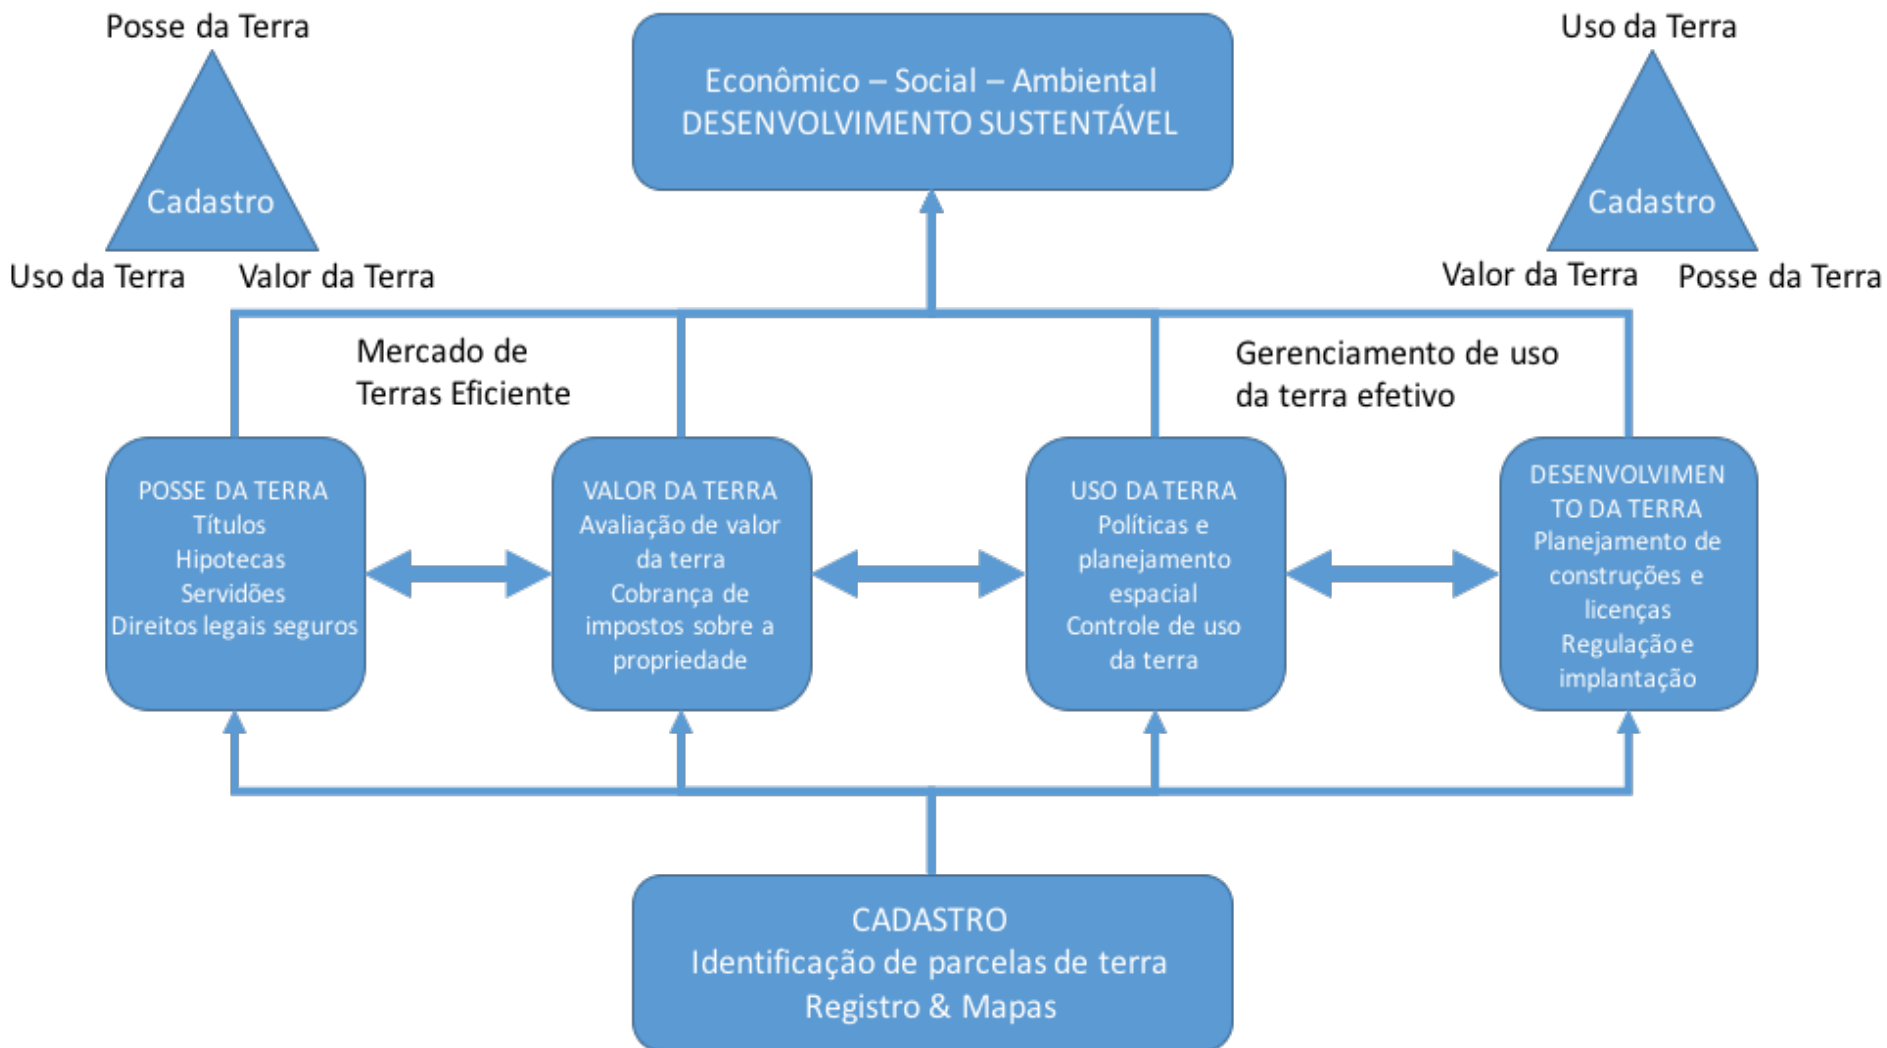 Posse da Terra
Cadastro
Uso da Terra
Valor da Terra
Econômico – Social – Ambiental
DESENVOLVIMENTO SUSTENTÁVEL
Uso da Terra
Cadastro
Valor da Terra
Posse da Terra
Mercado de
Terras Eficiente
Gerenciamento de uso
da terra efetivo
POSSE DA TERRA
Títulos
Hipotecas
Servidões
Direitos legais seguros
VALOR DA TERRA
Avaliação de valor
da terra
Cobrança de
impostos sobre a
propriedade
USO DA TERRA
Políticas e
planejamento
espacial
Controle de uso
da terra
DESENVOLVIMEN
TO DA TERRA
Planejamento de
construções e
licenças
Regulação e
implantação
CADASTRO
Identificação de parcelas de terra
Registro & Mapas